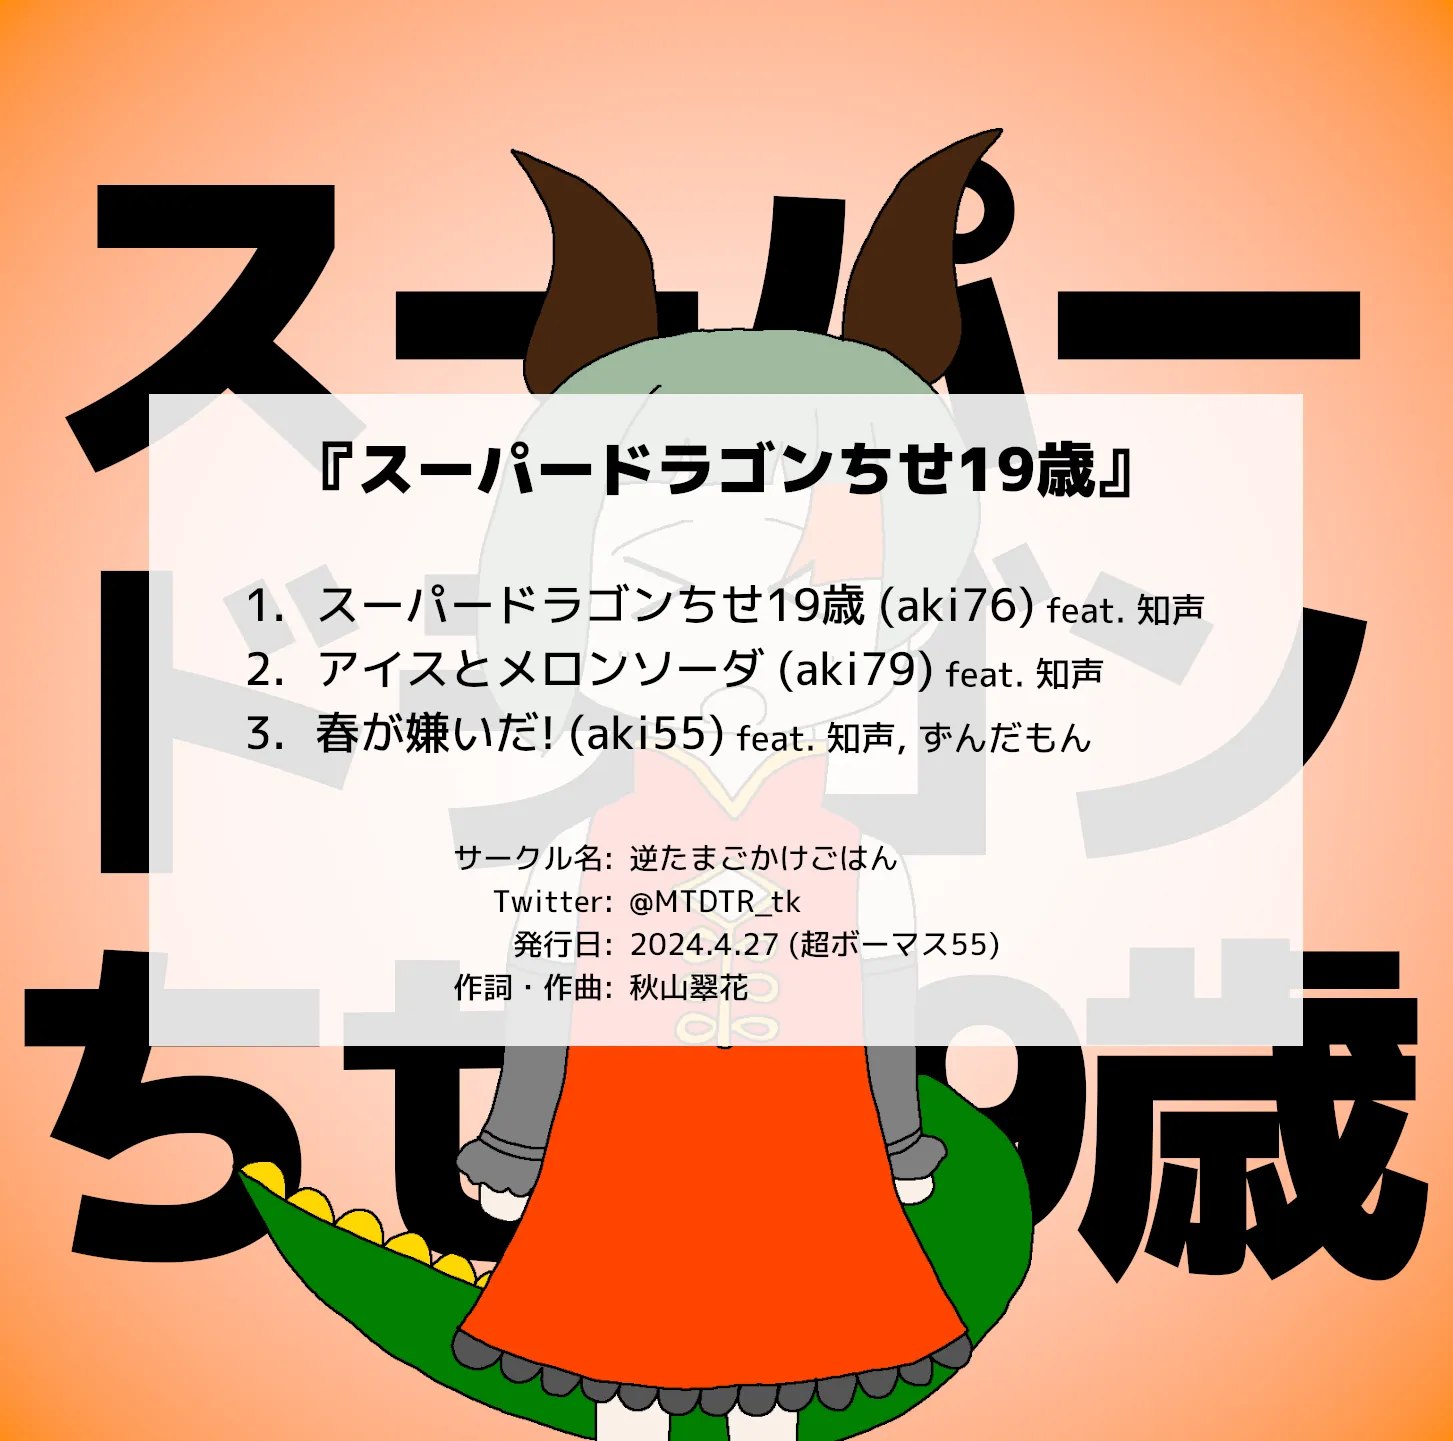 スーパー
ドラゴン
ちせ19歳
『スーパードラゴンちせ19歳』
1. スーパードラゴンちせ19歳 (aki76) feat. 知声
2. アイスとメロンソーダ (aki79) feat. 知声
3. 春が嫌いだ! (aki55) feat. 知声, ずんだもん
サークル名: 逆たまごかけごはん
Twitter: @MTDTR_tk
発行日: 2024.4.27 (超ボーマス55)
作詞・作曲: 秋山翠花